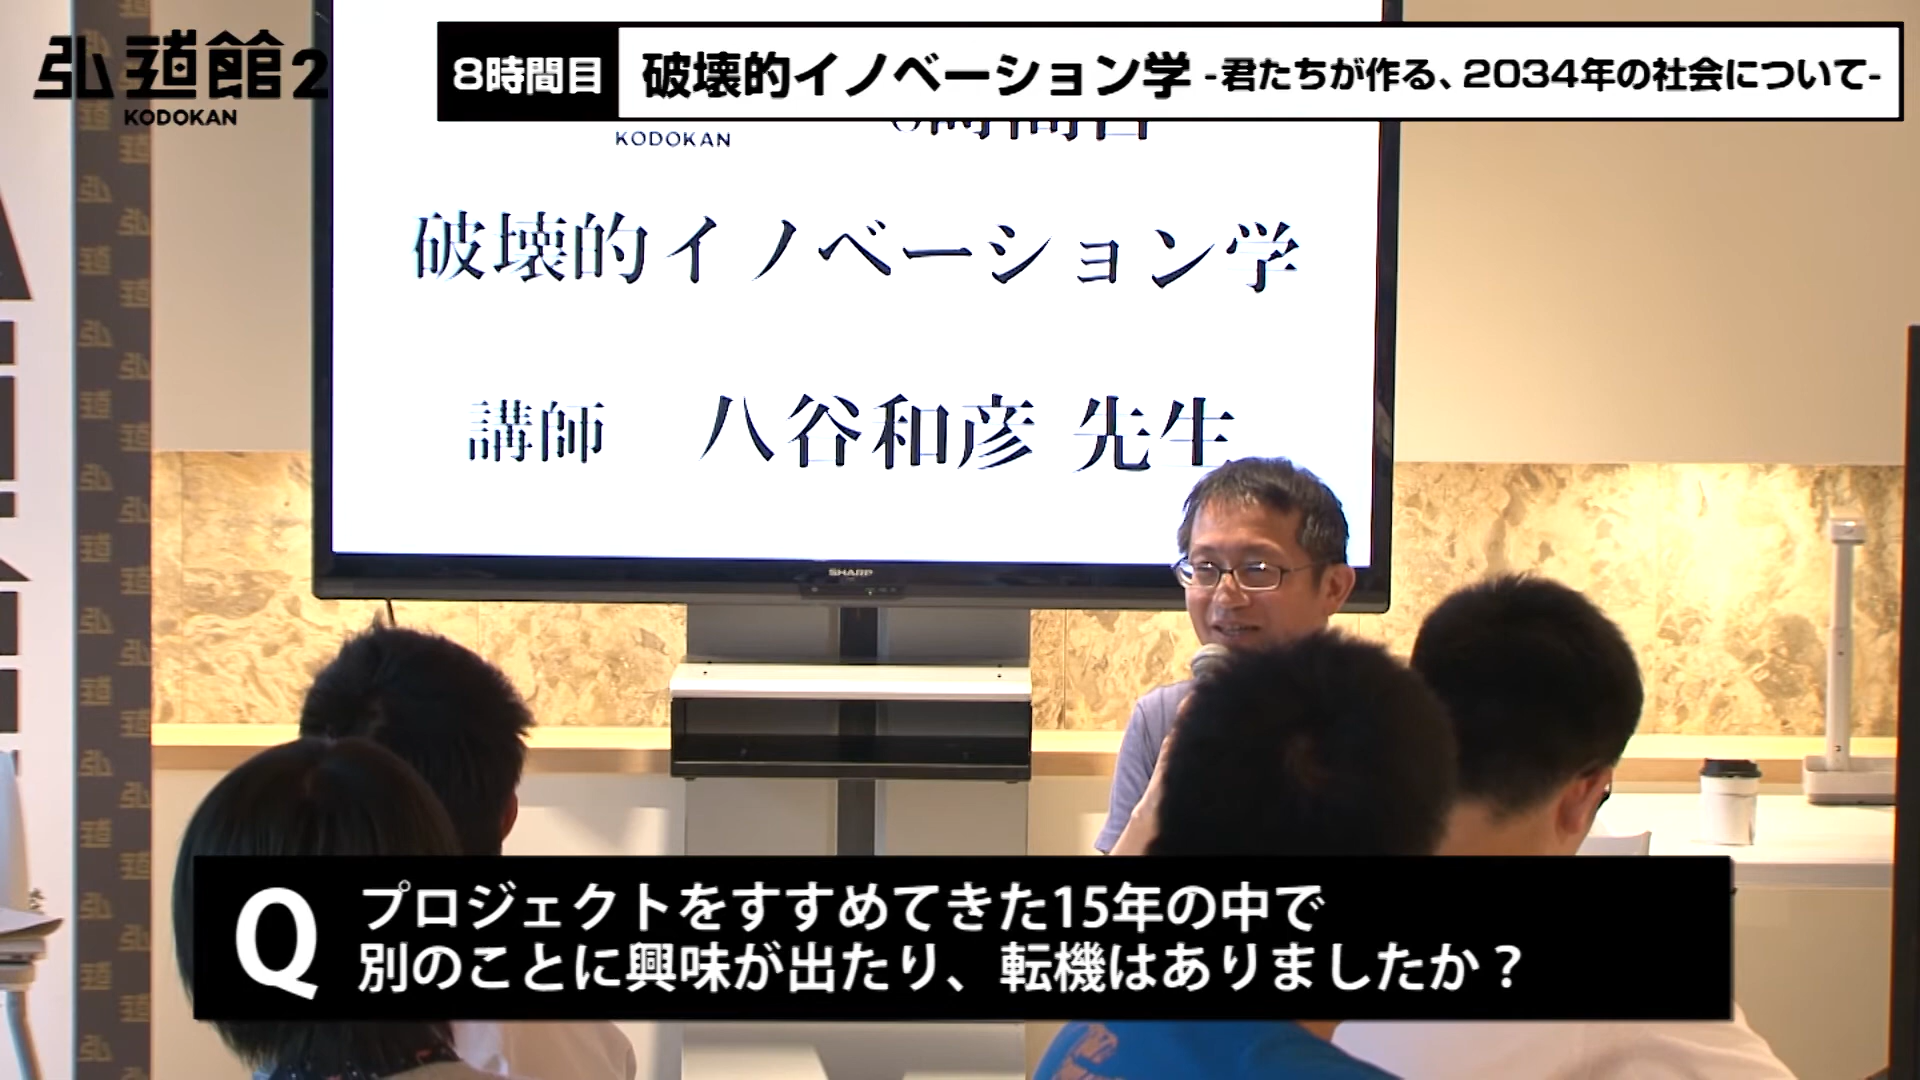 弘道館2
KODOKAN
8時間目 破壊的イノベーション学 -君たちが作る、2034年の社会について-
KODOKAN
破壊的イノベーション学
講師 八谷和彦 先生
SHARP
Q プロジェクトをすすめてきた15年の中で
別のことに興味が出たり、転機はありましたか？